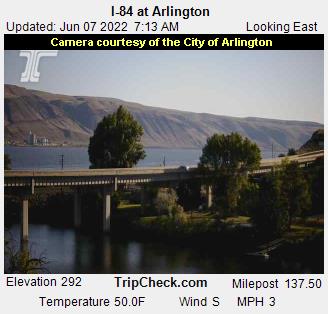 I-84 at Arlington
Updated: Jun 07 2022 7:13 AM Looking East
Camera courtesy of the City of Arlington
Elevation 292 TripCheck.com Milepost 137.50
Temperature 50.0F Wind S MPH 3